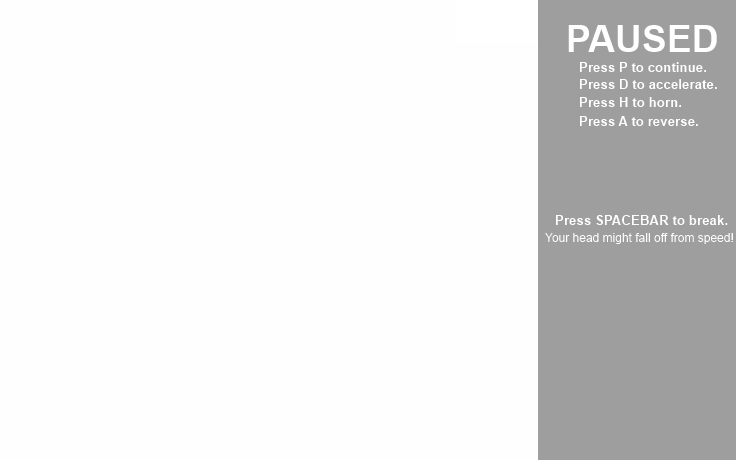 PAUSED
Press P to continue.
Press D to accelerate.
Press H to horn.
Press A to reverse.
Press SPACEBAR to break.
Your head might fall off from speed!